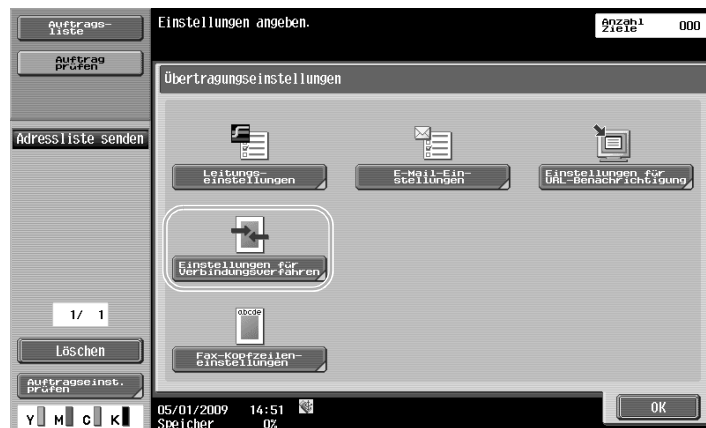 Auftrags-
liste
Auftrag
prüfen
Einstellungen angeben.
Anzahl
Ziele
000
Übertragungseinstellungen
Adressliste senden
Leitungs-
einstellungen
E-Mail-Ein-
stellungen
Einstellungen für
URL-Benachrichtigung
Einstellungen für
Verbindungsverfahren
abcde
Fax-Kopfzeilen-
einstellungen
1/ 1
Löschen
Auftragseinst.
prüfen
Y M C K
05/01/2009 14:51
Speicher 0%
OK